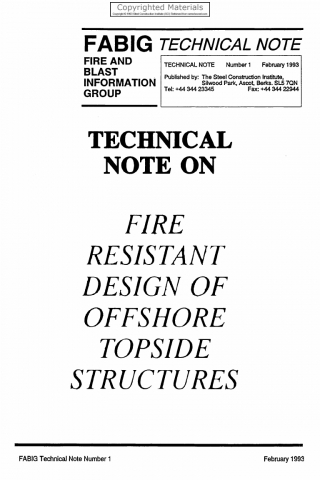 Copyrighted Materials
FABIG TECHNICAL NOTE
FIRE AND
BLAST
INFORMATION
GROUP
TECHNICAL NOTE Number 1 February 1993
Published by: The Steel Construction Institute,
Silwood Park, Ascot, Berks. SL5 7QN
Tel: +44 344 23345 Fax: +44 344 22944
TECHNICAL
NOTE ON
FIRE
RESISTANT
DESIGN OF
OFFSHORE
TOPSIDE
STRUCTURES
FABIG Technical Note Number 1 February 1993